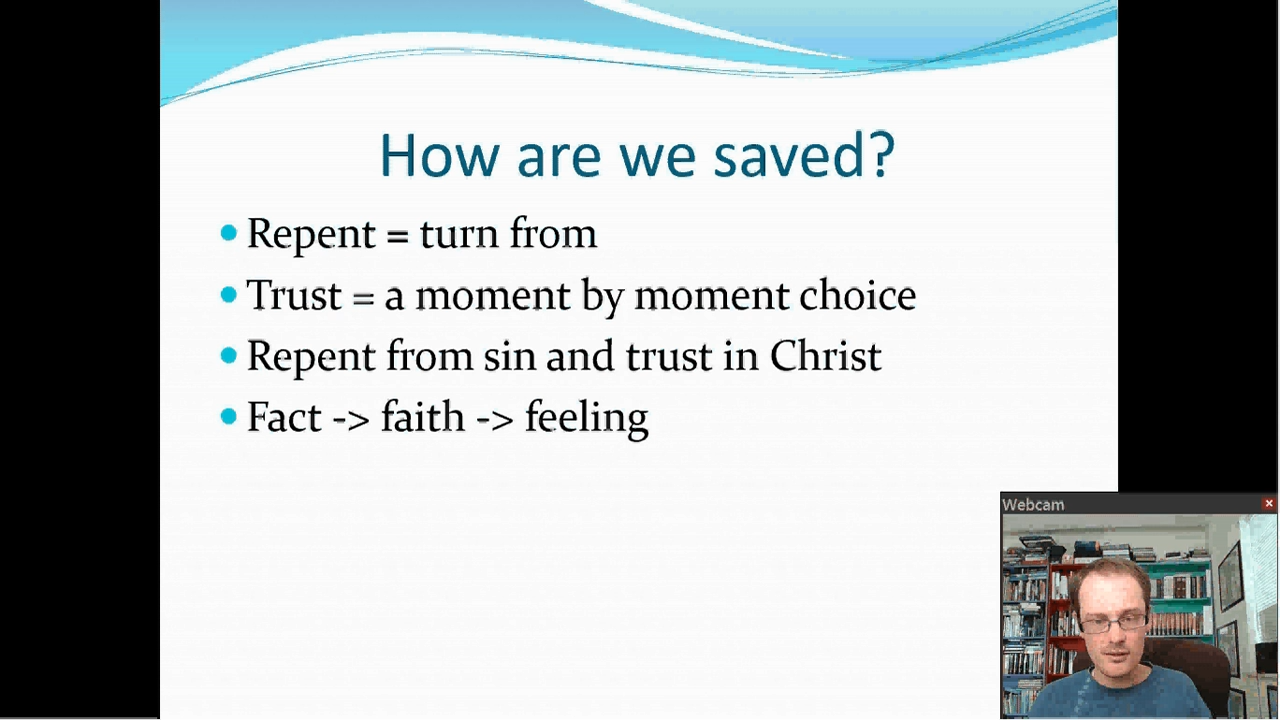 How are we saved?
Repent = turn from
Trust = a moment by moment choice
Repent from sin and trust in Christ
Fact -> faith -> feeling
Webcam